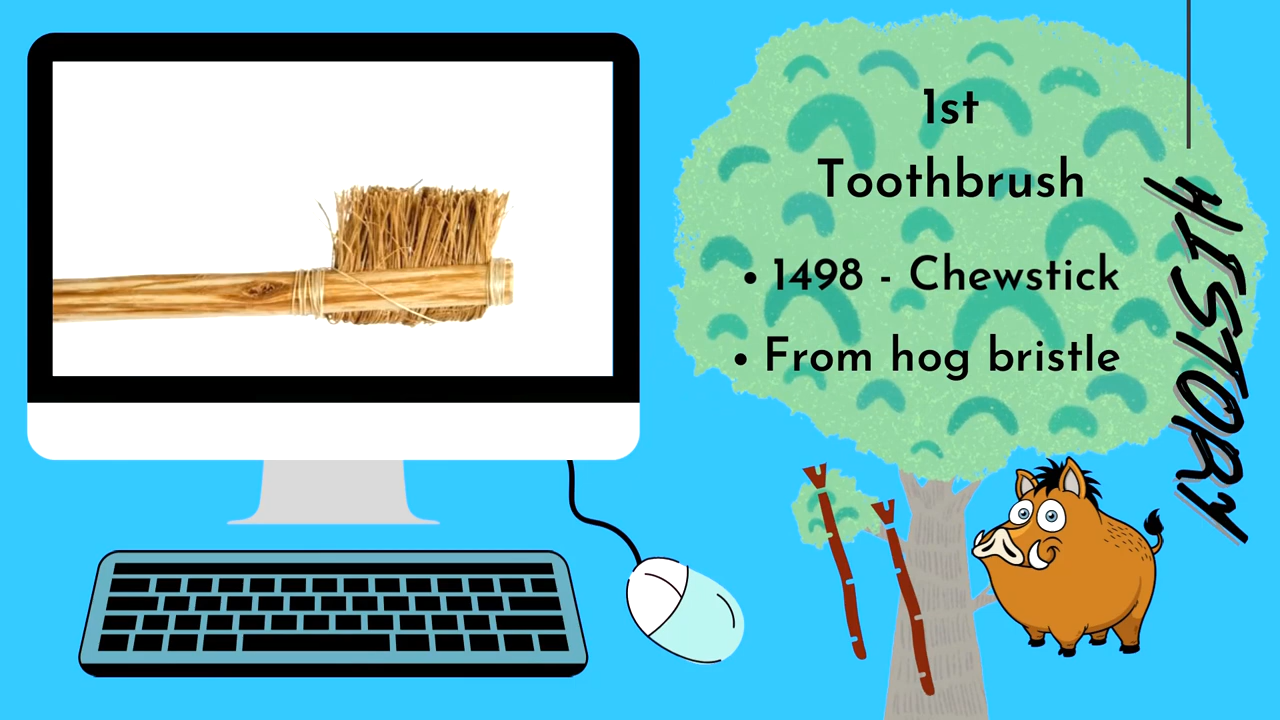 1st
Toothbrush
• 1498 - Chewstick
• From hog bristle
HISTORY